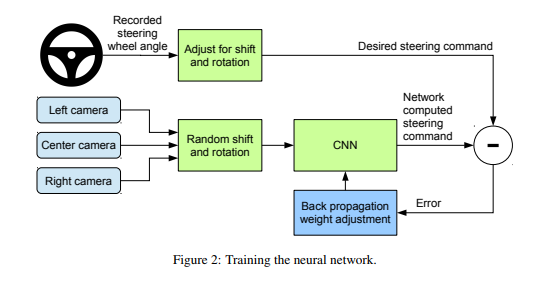 Recorded
steering
wheel angle
Adjust for shift
and rotation
Desired steering command
Left camera
Center camera
Right camera
Random shift
and rotation
CNN
Network
computed
steering
command
-
Back propagation
weight adjustment
Error
Figure 2: Training the neural network.